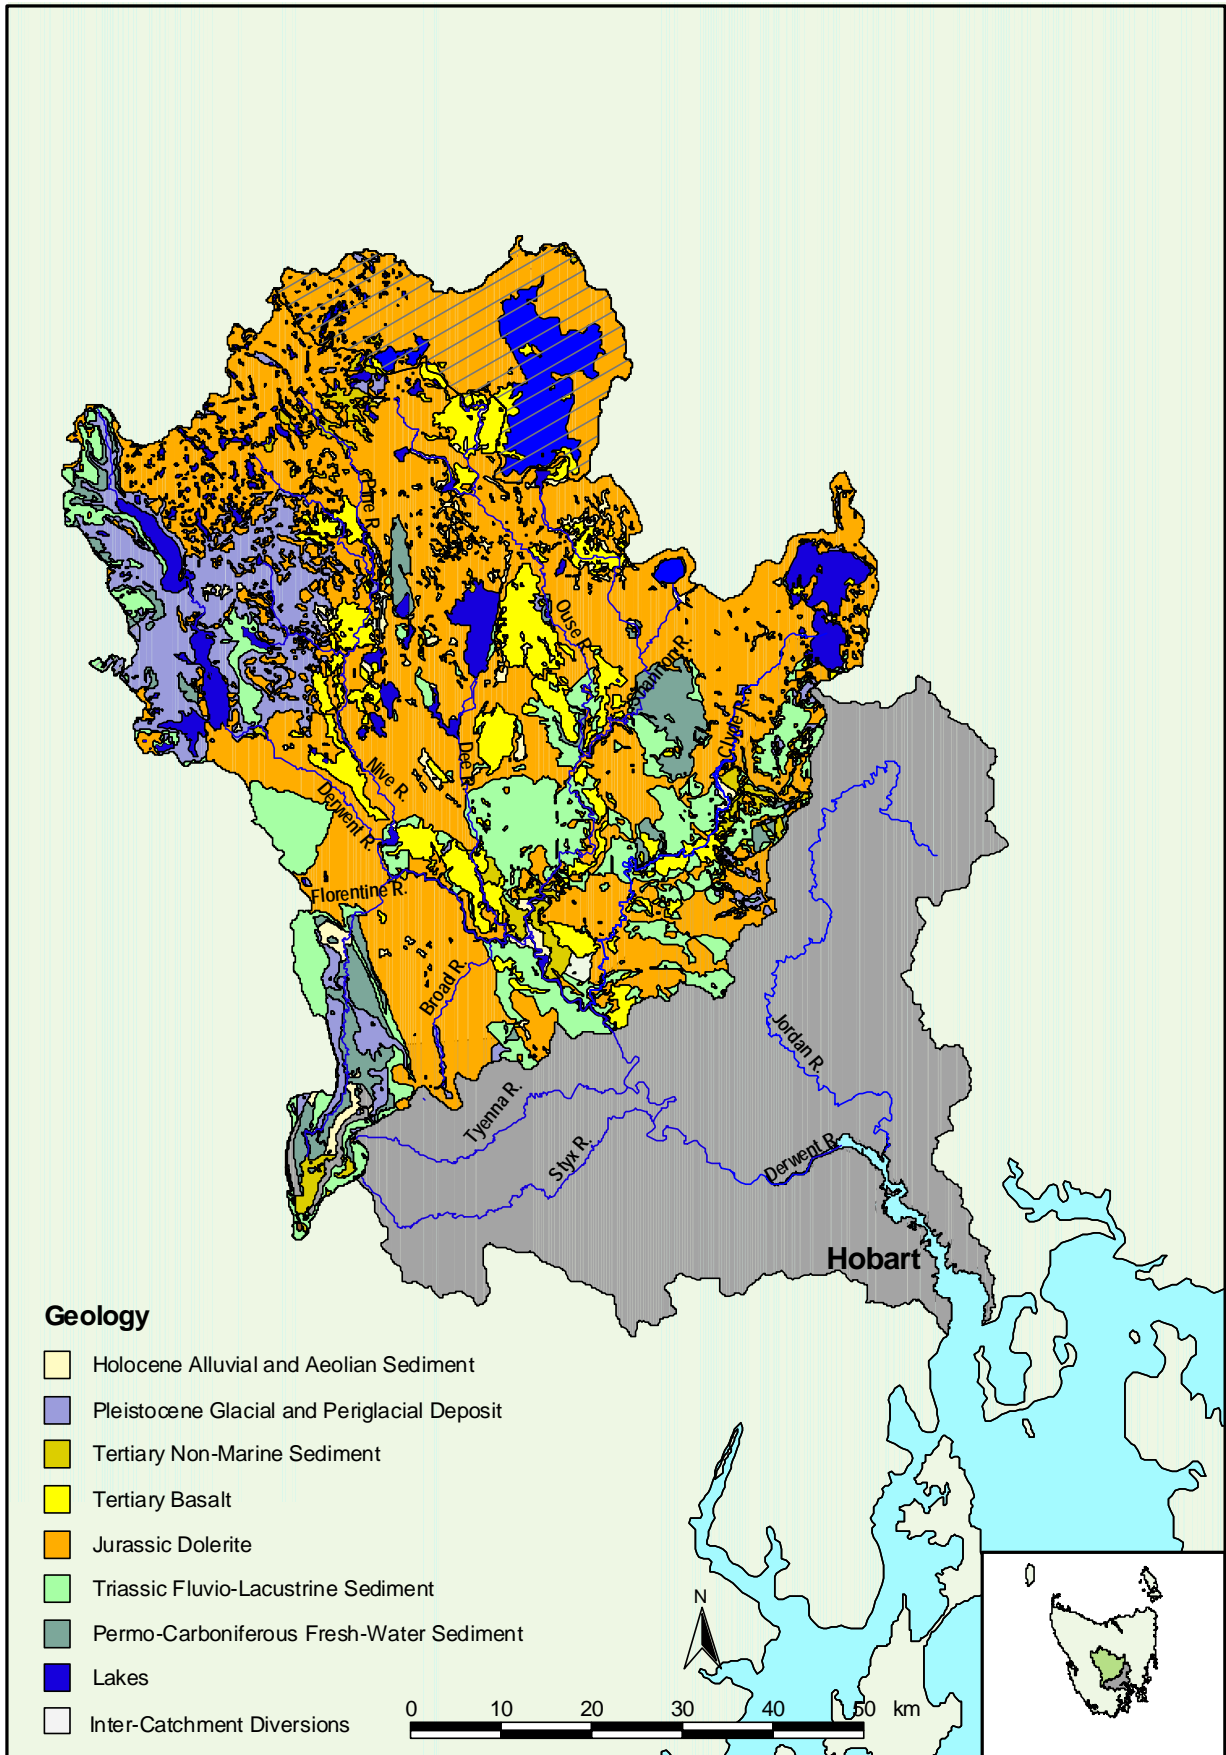 Pine R.
Ouse R.
Shannon R.
Clyde R.
Dee R.
Nive R.
Derwent R.
Florentine R.
Broad R.
Jordan R.
Tyenna R.
Styx R.
Derwent R.
Hobart
Geology
Holocene Alluvial and Aeolian Sediment
Pleistocene Glacial and Periglacial Deposit
Tertiary Non-Marine Sediment
Tertiary Basalt
Jurassic Dolerite
Triassic Fluvio-Lacustrine Sediment
Permo-Carboniferous Fresh-Water Sediment
Lakes
Inter-Catchment Diversions
N
0 10 20 30 40 50 km